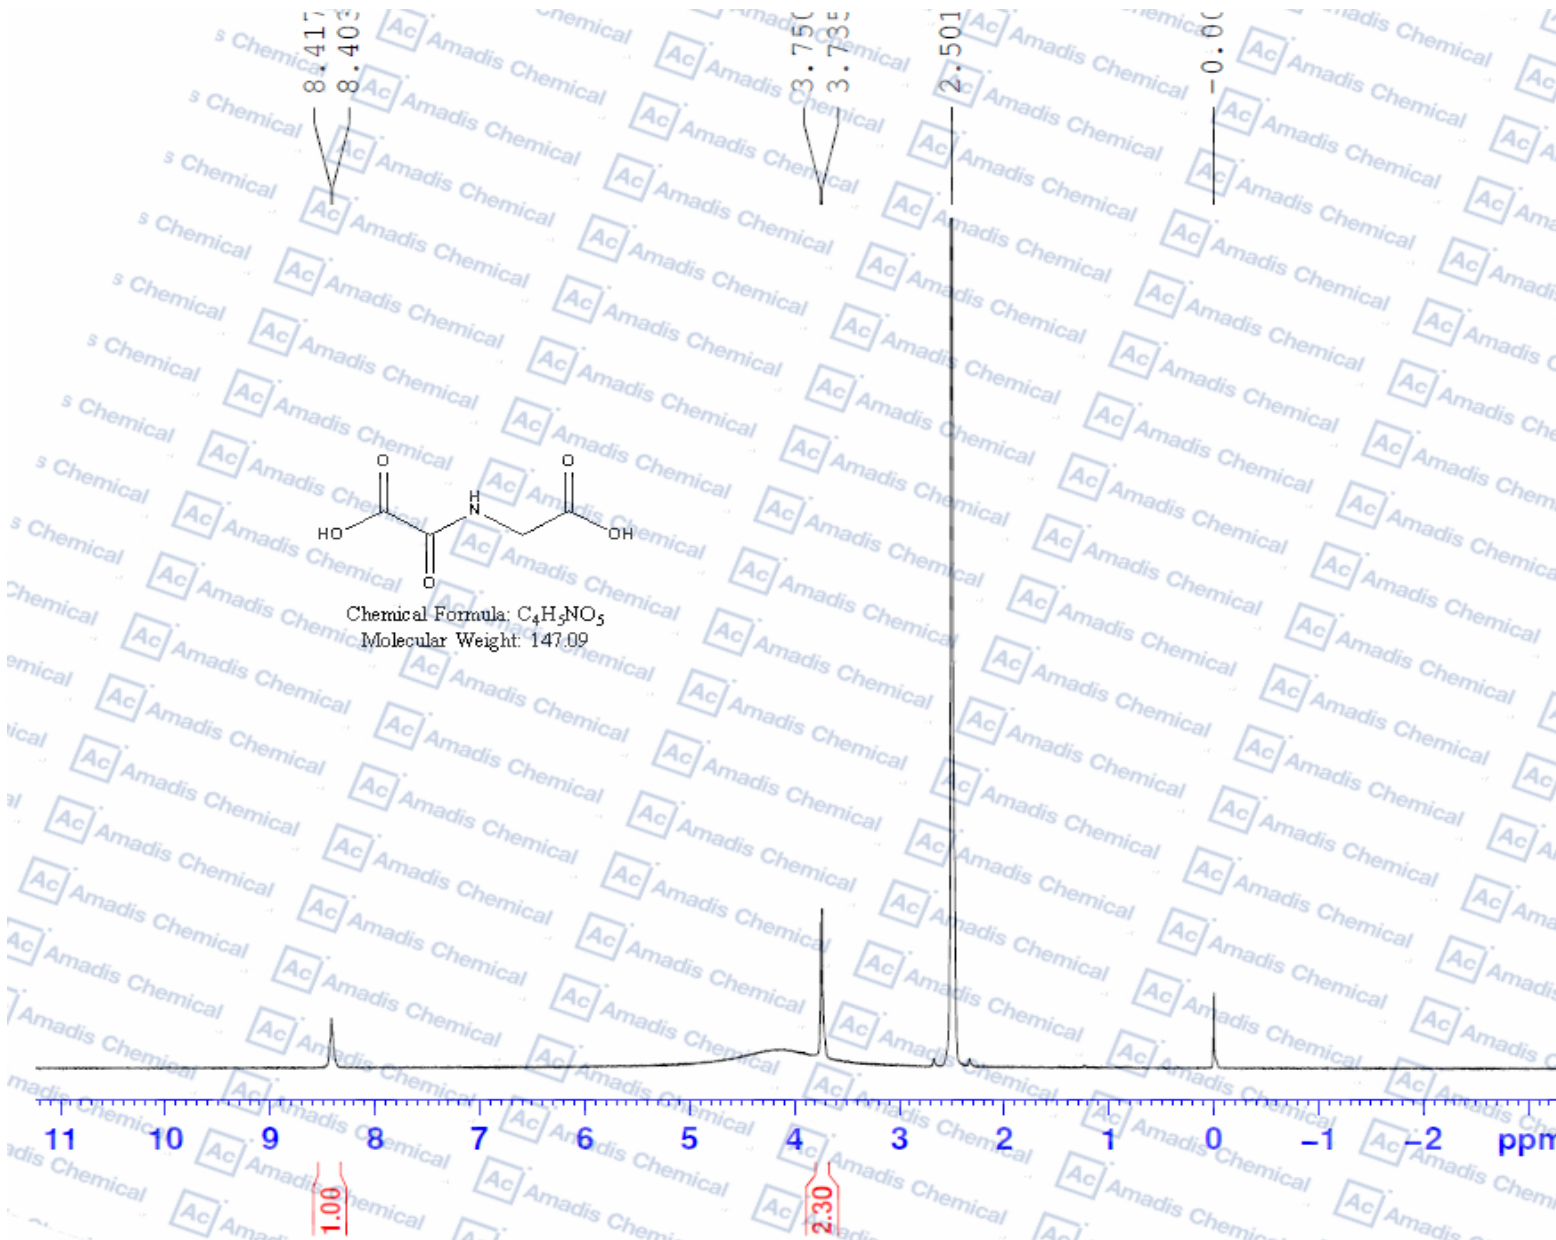 8.417
8.403
3.750
3.735
2.501
-0.00
O
O
H
N
HO
OH
O
Chemical Formula: C₄H₅NO₅
Molecular Weight: 147.09
11 10 9 8 7 6 5 4 3 2 1 0 -1 -2 ppm
1.00
2.30
Ac Amadis Chemical